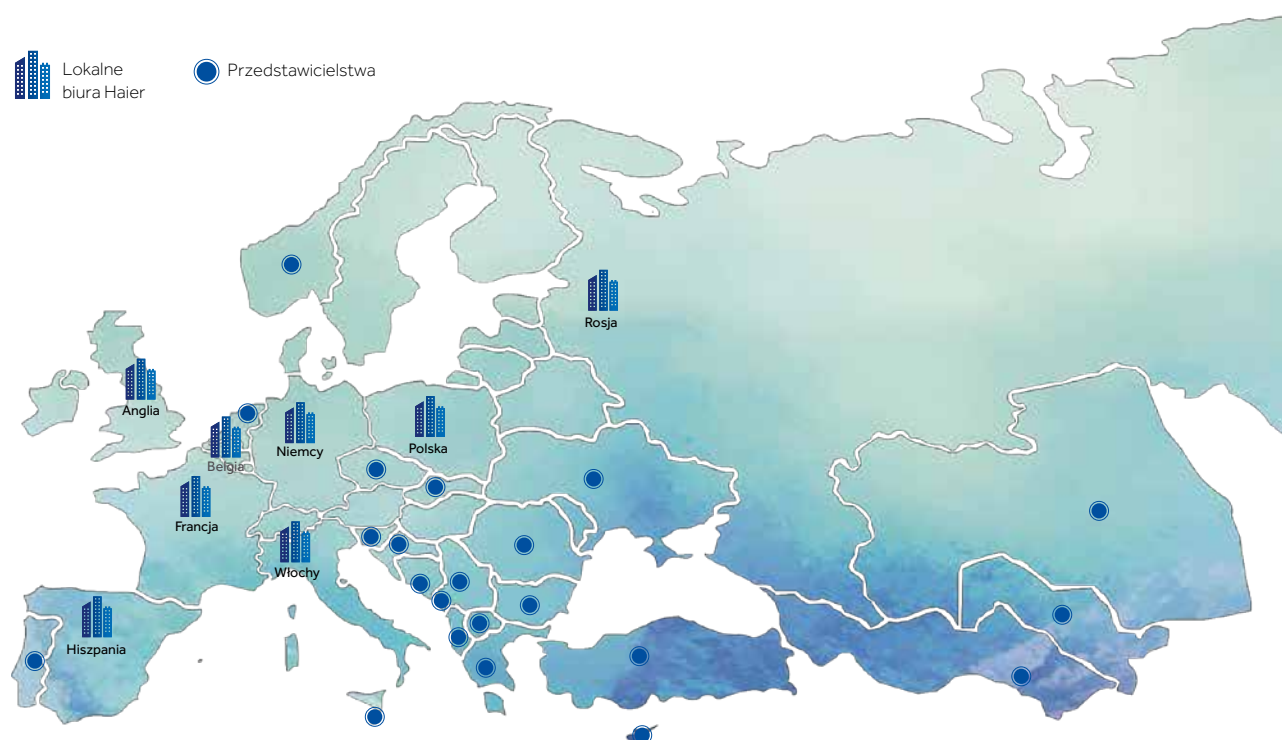 Lokalne
biura Haier
Przedstawicielstwa
Rosja
Anglia
Belgia
Niemcy
Polska
Francja
Włochy
Hiszpania